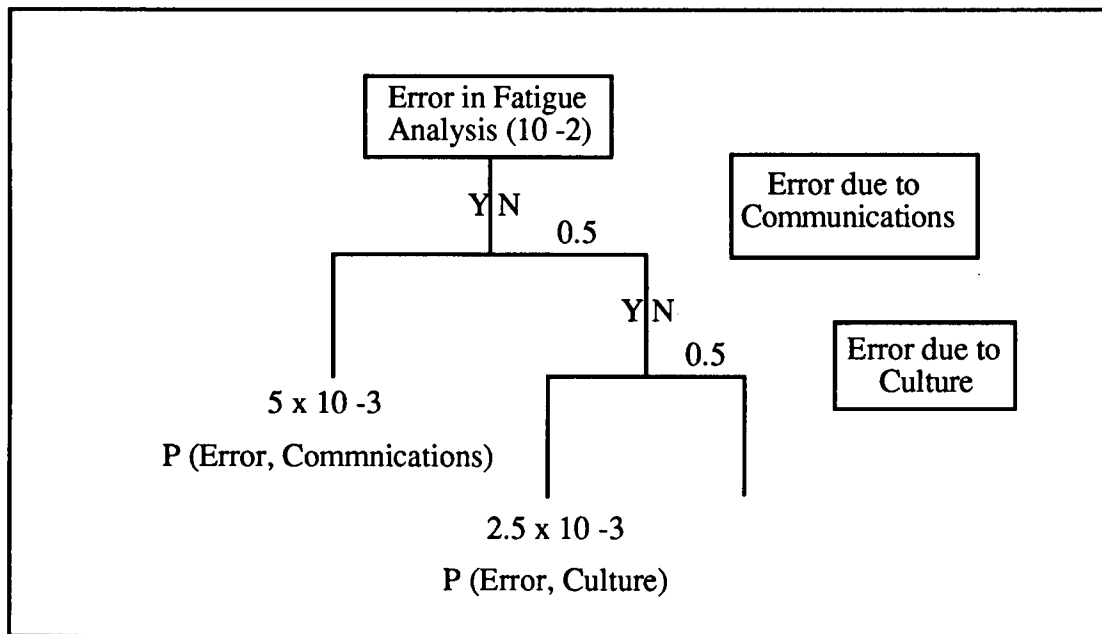 Error in Fatigue
Analysis (10 -2)
Error due to
Communications
Y N
0.5
Y N
0.5
Error due to
Culture
5 x 10 -3
P (Error, Commnications)
2.5 x 10 -3
P (Error, Culture)